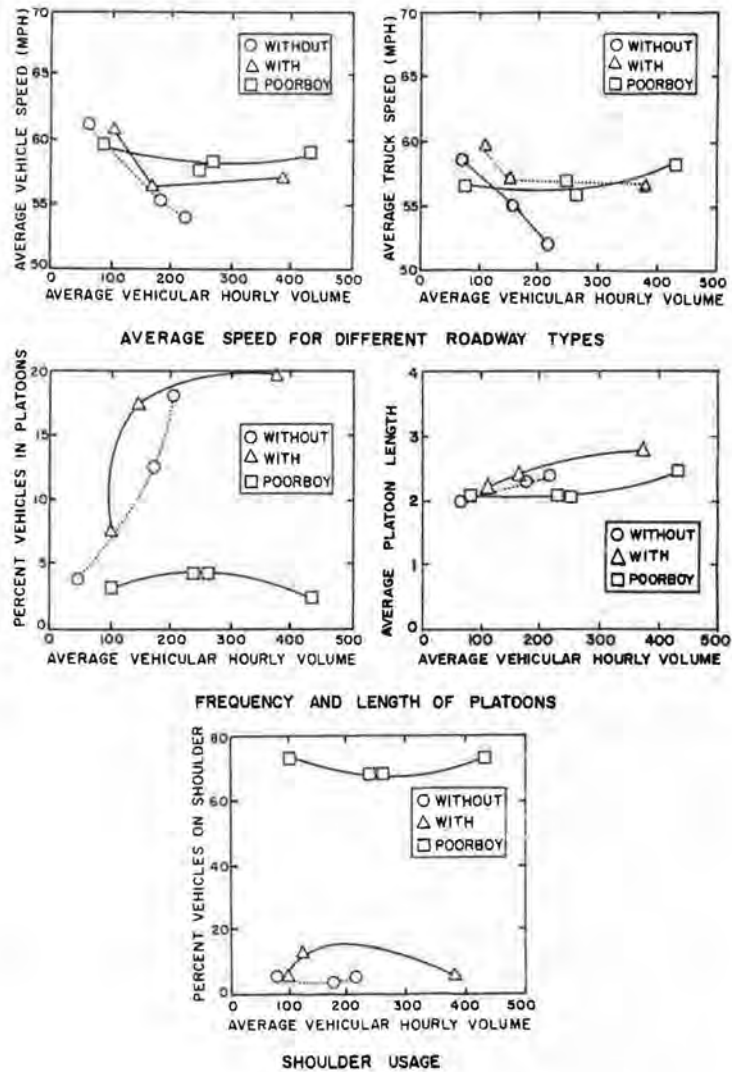 AVERAGE VEHICLE SPEED (MPH)
70
65
60
55
50
0 100 200 300 400 500
AVERAGE VEHICULAR HOURLY VOLUME
WITHOUT
WITH
POORBOY
AVERAGE TRUCK SPEED (MPH)
70
65
60
55
50
0 100 200 300 400 500
AVERAGE VEHICULAR HOURLY VOLUME
WITHOUT
WITH
POORBOY
AVERAGE SPEED FOR DIFFERENT ROADWAY TYPES
PERCENT VEHICLES IN PLATOONS
20
15
10
5
0
0 100 200 300 400 500
AVERAGE VEHICULAR HOURLY VOLUME
WITHOUT
WITH
POORBOY
AVERAGE PLATOON LENGTH
4
3
2
1
0
0 100 200 300 400 500
AVERAGE VEHICULAR HOURLY VOLUME
WITHOUT
WITH
POORBOY
FREQUENCY AND LENGTH OF PLATOONS
PERCENT VEHICLES ON SHOULDER
80
60
40
20
0
0 100 200 300 400 500
AVERAGE VEHICULAR HOURLY VOLUME
WITHOUT
WITH
POORBOY
SHOULDER USAGE